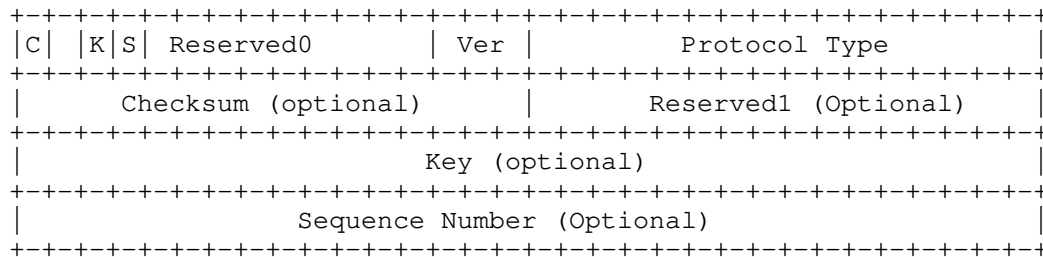 +-+-+-+-+-+-+-+-+-+-+-+-+-+-+-+-+-+-+-+-+-+-+-+-+-+-+-+-+-+-+-+-+
|C| |K|S| Reserved0       | Ver |         Protocol Type         |
+-+-+-+-+-+-+-+-+-+-+-+-+-+-+-+-+-+-+-+-+-+-+-+-+-+-+-+-+-+-+-+-+
|      Checksum (optional)      |       Reserved1 (Optional)    |
+-+-+-+-+-+-+-+-+-+-+-+-+-+-+-+-+-+-+-+-+-+-+-+-+-+-+-+-+-+-+-+-+
|                         Key (optional)                        |
+-+-+-+-+-+-+-+-+-+-+-+-+-+-+-+-+-+-+-+-+-+-+-+-+-+-+-+-+-+-+-+-+
|                 Sequence Number (Optional)                    |
+-+-+-+-+-+-+-+-+-+-+-+-+-+-+-+-+-+-+-+-+-+-+-+-+-+-+-+-+-+-+-+-+